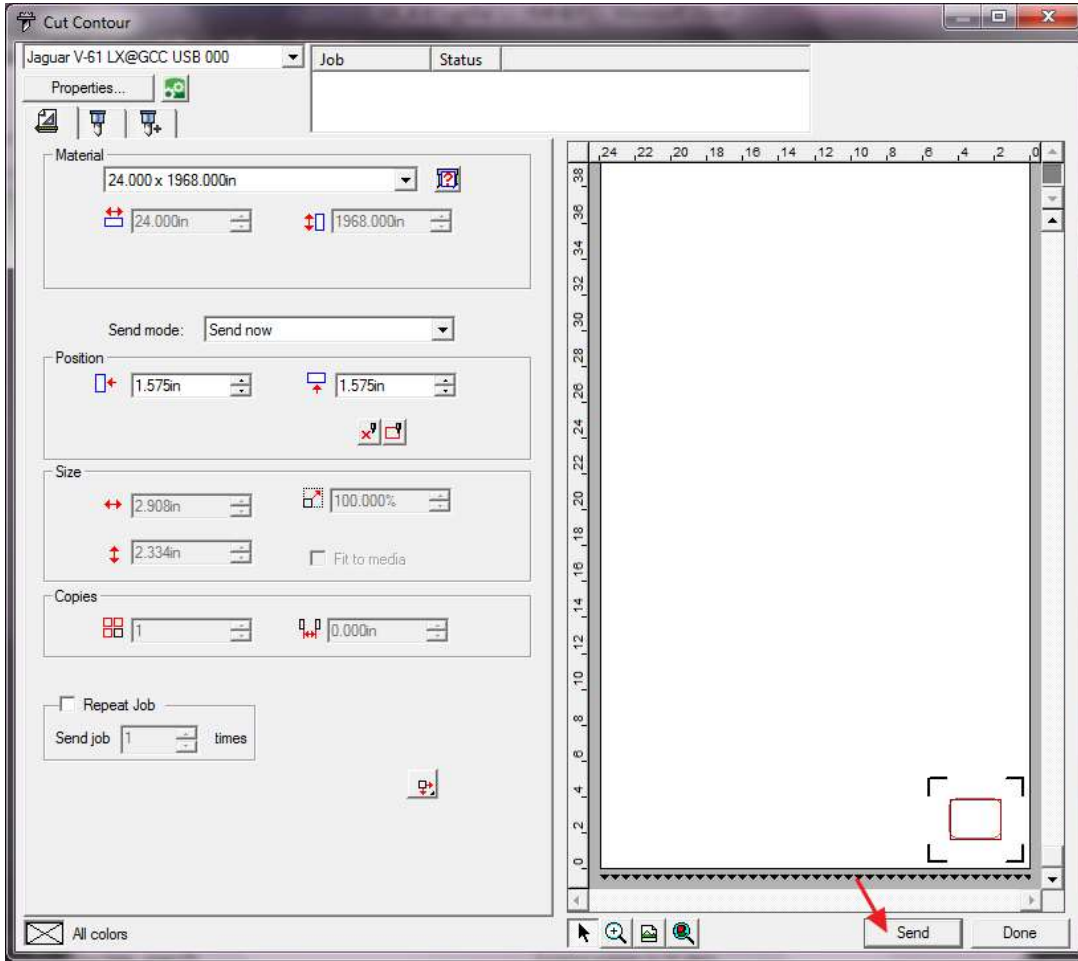 Cut Contour
Jaguar V-61 LX@GCC USB 000
Job Status
Properties...
Material
24.000 x 1968.000in
24.000in 1968.000in
Send mode: Send now
Position
1.575in 1.575in
Size
2.908in 100.000%
2.334in Fit to media
Copies
1 0.000in
Repeat Job
Send job 1 times
All colors
24 22 20 18 16 14 12 10 8 6 4 2 0
38
36
34
32
30
28
26
24
22
20
18
16
14
12
10
8
6
4
2
0
Send Done